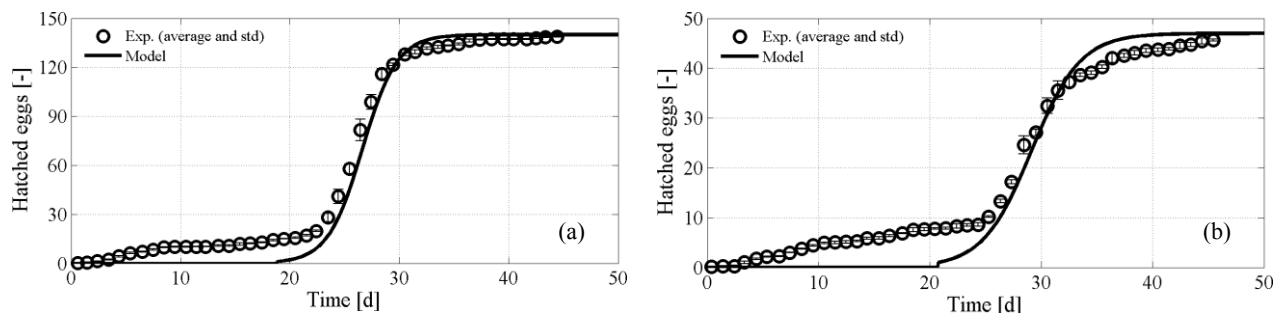 150
120
90
60
30
0
Hatched eggs [-]
Exp. (average and std)
Model
(a)
0 10 20 30 40 50
Time [d]
50
40
30
20
10
0
Hatched eggs [-]
Exp. (average and std)
Model
(b)
0 10 20 30 40 50
Time [d]